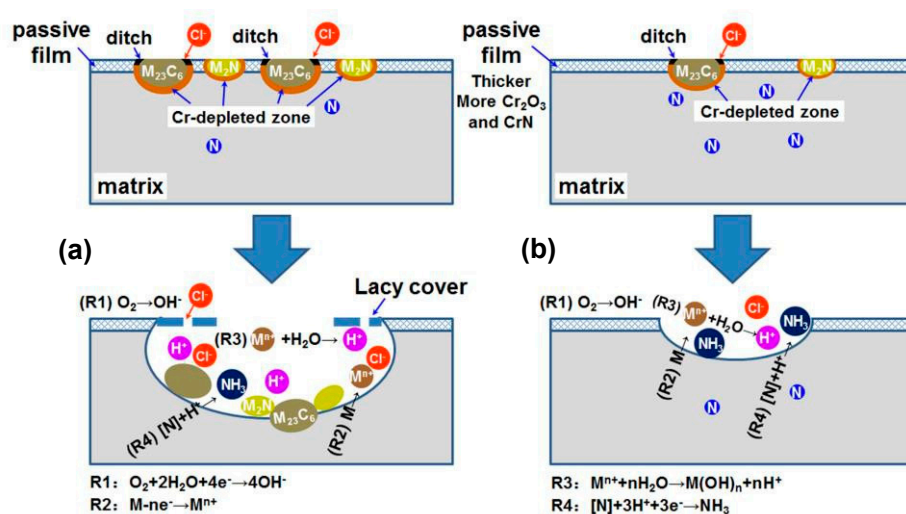 passive film
ditch
Cl-
ditch
Cl-
M23C6
M2N
M23C6
M2N
N
Cr-depleted zone
N
matrix
passive film
Thicker
More Cr2O3
and CrN
ditch
Cl-
M23C6
M2N
N
N
Cr-depleted zone
N
N
matrix
(a)
(b)
(R1) O2→OH-
Cl-
Lacy cover
(R3) Mn+ +H2O→ H+
H+
Cl-
Cl-
NH3
H+
Mn+
M2N
M23C6
(R4) [N]+H+
(R2) M
R1: O2+2H2O+4e-→4OH-
R2: M-ne-→Mn+
(R1) O2→OH-
(R3) Mn+ +H2O→ H+
Cl-
NH3
NH3
(R2) M
(R4) [N]+H+
N
N
R3: Mn++nH2O→M(OH)n+nH+
R4: [N]+3H++3e-→NH3